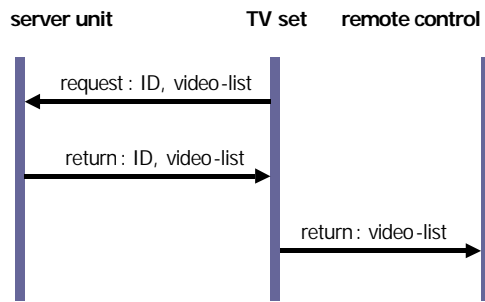 server unit TV set remote control
request : ID, video-list
return : ID, video-list
return : video-list